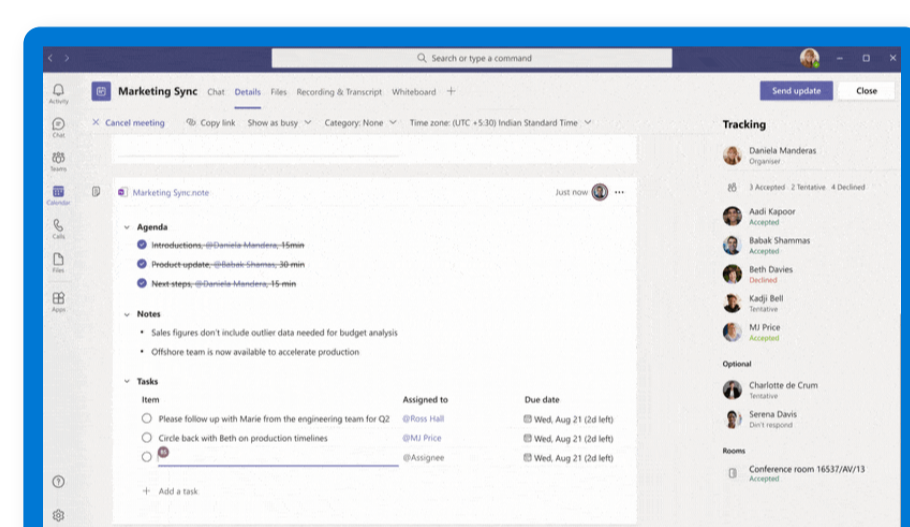 Search or type a command
Marketing Sync Chat Details Files Recording & Transcript Whiteboard
Send update Close
Cancel meeting Copy link Show as busy Category: None Time zone: (UTC +5:30) Indian Standard Time
Activity
Chat
Teams
Calendar
Calls
Files
Apps
Marketing Sync.note Just now
Agenda
Introductions, @Daniela Mandera, 15min
Product update, @Babak Shamas, 30 min
Next steps, @Daniela Mandera, 15 min
Notes
Sales figures don't include outlier data needed for budget analysis
Offshore team is now available to accelerate production
Tasks
Item Assigned to Due date
Please follow up with Marie from the engineering team for Q2 @Ross Hall Wed, Aug 21 (2d left)
Circle back with Beth on production timelines @MJ Price Wed, Aug 21 (2d left)
@Assignee Wed, Aug 21 (2d left)
Add a task
Tracking
Daniela Manderas
Organiser
3 Accepted 2 Tentative 4 Declined
Aadi Kapoor
Accepted
Babak Shammas
Accepted
Beth Davies
Declined
Kadji Bell
Tentative
MJ Price
Accepted
Optional
Charlotte de Crum
Tentative
Serena Davis
Don't respond
Rooms
Conference room 16537/AV/13
Accepted